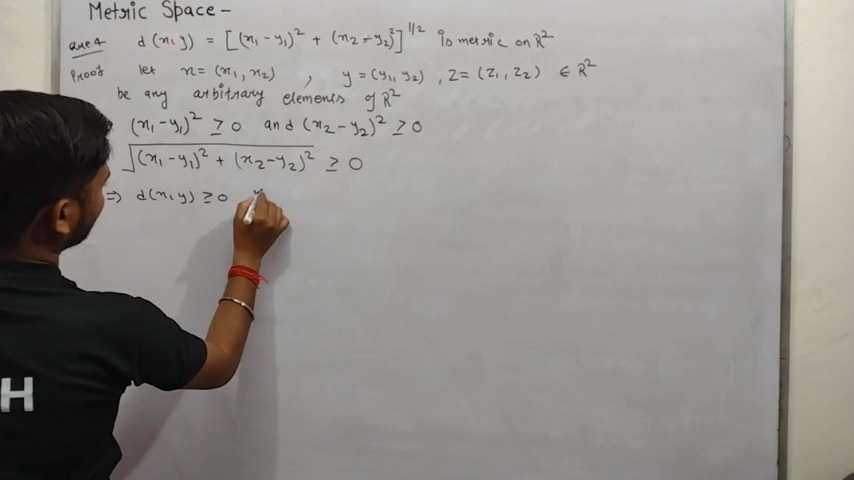 Metric Space -
Que.4 d(x, y) = [(x₁ - y₁)² + (x₂ - y₂)²]^1/2 is metric on R²
Proof let x = (x₁, x₂) , y = (y₁, y₂) , z = (z₁, z₂) ∈ R²
be any arbitrary elements of R²
(x₁ - y₁)² ≥ 0 and (x₂ - y₂)² ≥ 0
√(x₁ - y₁)² + (x₂ - y₂)² ≥ 0
⇒ d(x, y) ≥ 0
H